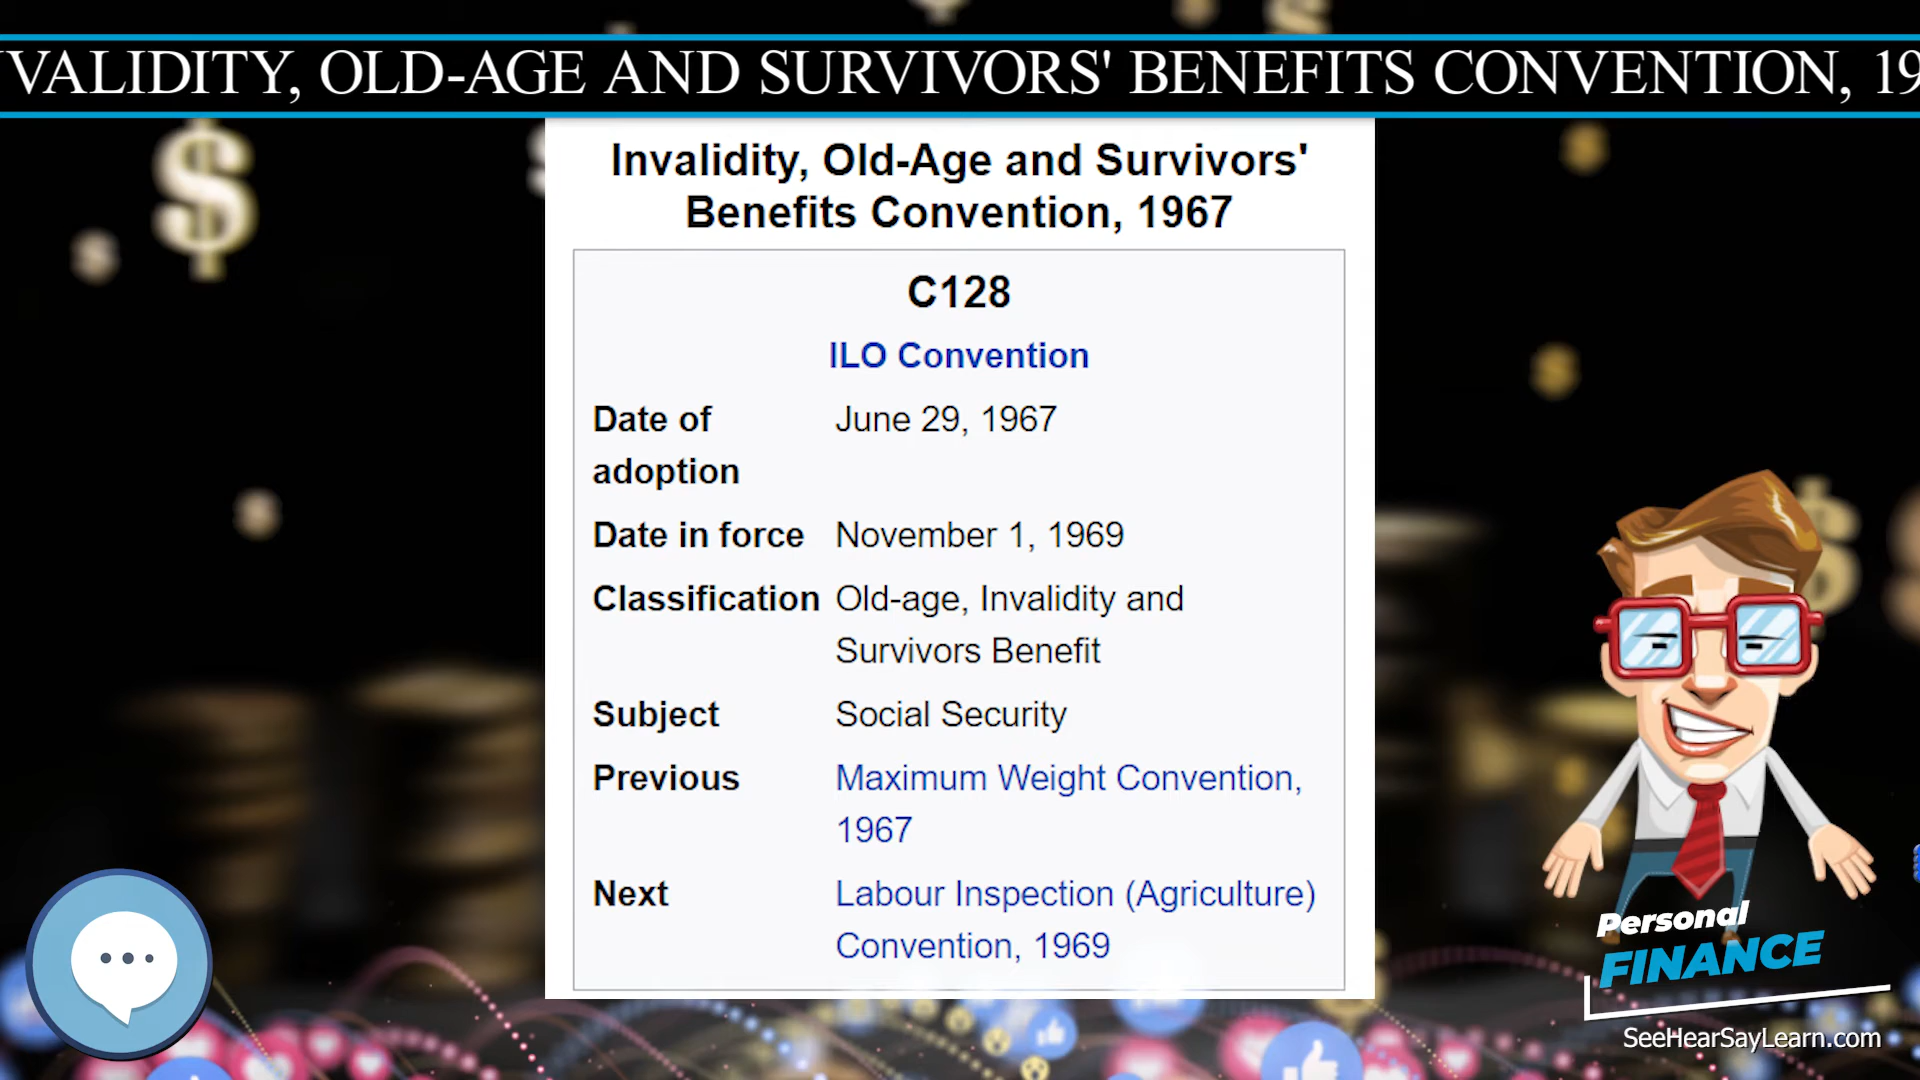 VALIDITY, OLD-AGE AND SURVIVORS' BENEFITS CONVENTION, 19
Invalidity, Old-Age and Survivors'
Benefits Convention, 1967
C128
ILO Convention
Date of adoption June 29, 1967
Date in force November 1, 1969
Classification Old-age, Invalidity and
Survivors Benefit
Subject Social Security
Previous Maximum Weight Convention,
1967
Next Labour Inspection (Agriculture)
Convention, 1969
Personal
FINANCE
SeeHearSayLearn.com